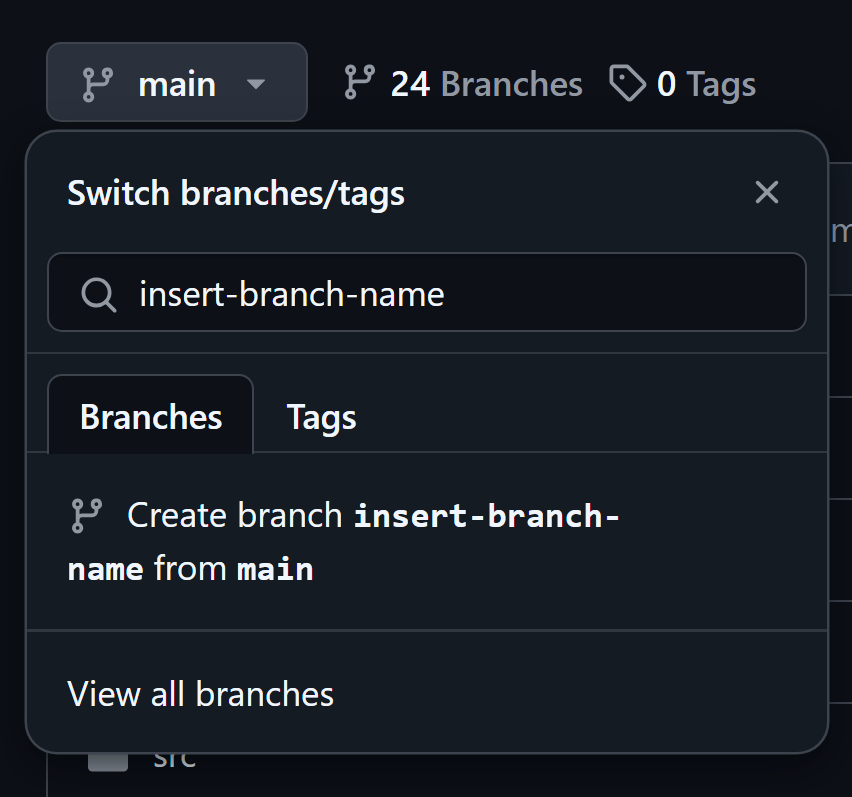 main 24 Branches 0 Tags
Switch branches/tags
m
insert-branch-name
Branches Tags
Create branch insert-branch-
name from main
View all branches
src